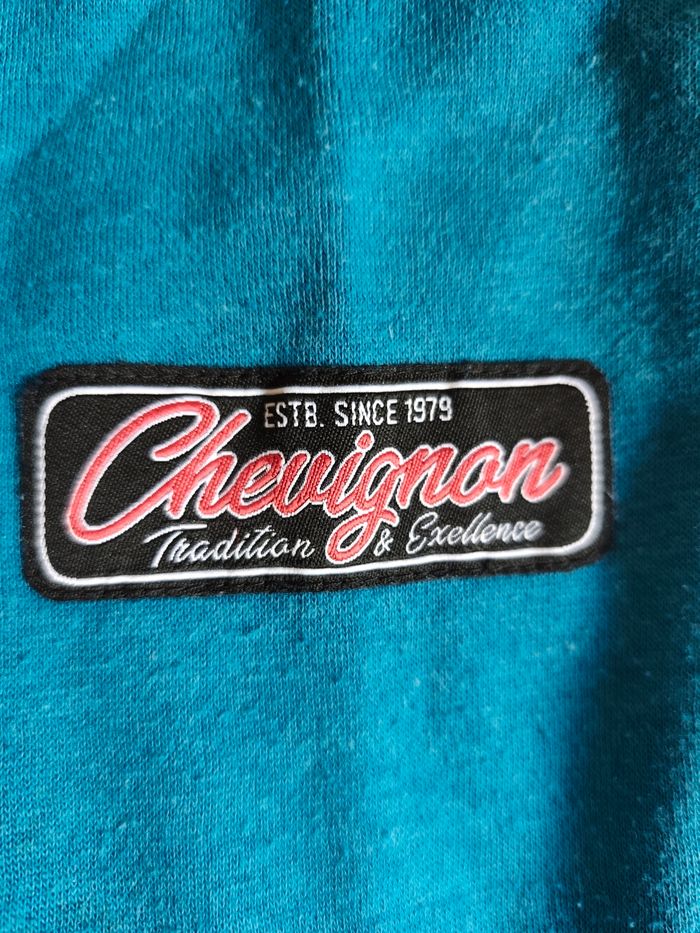 ESTB. SINCE 1979
Chevignon
Tradition & Exellence